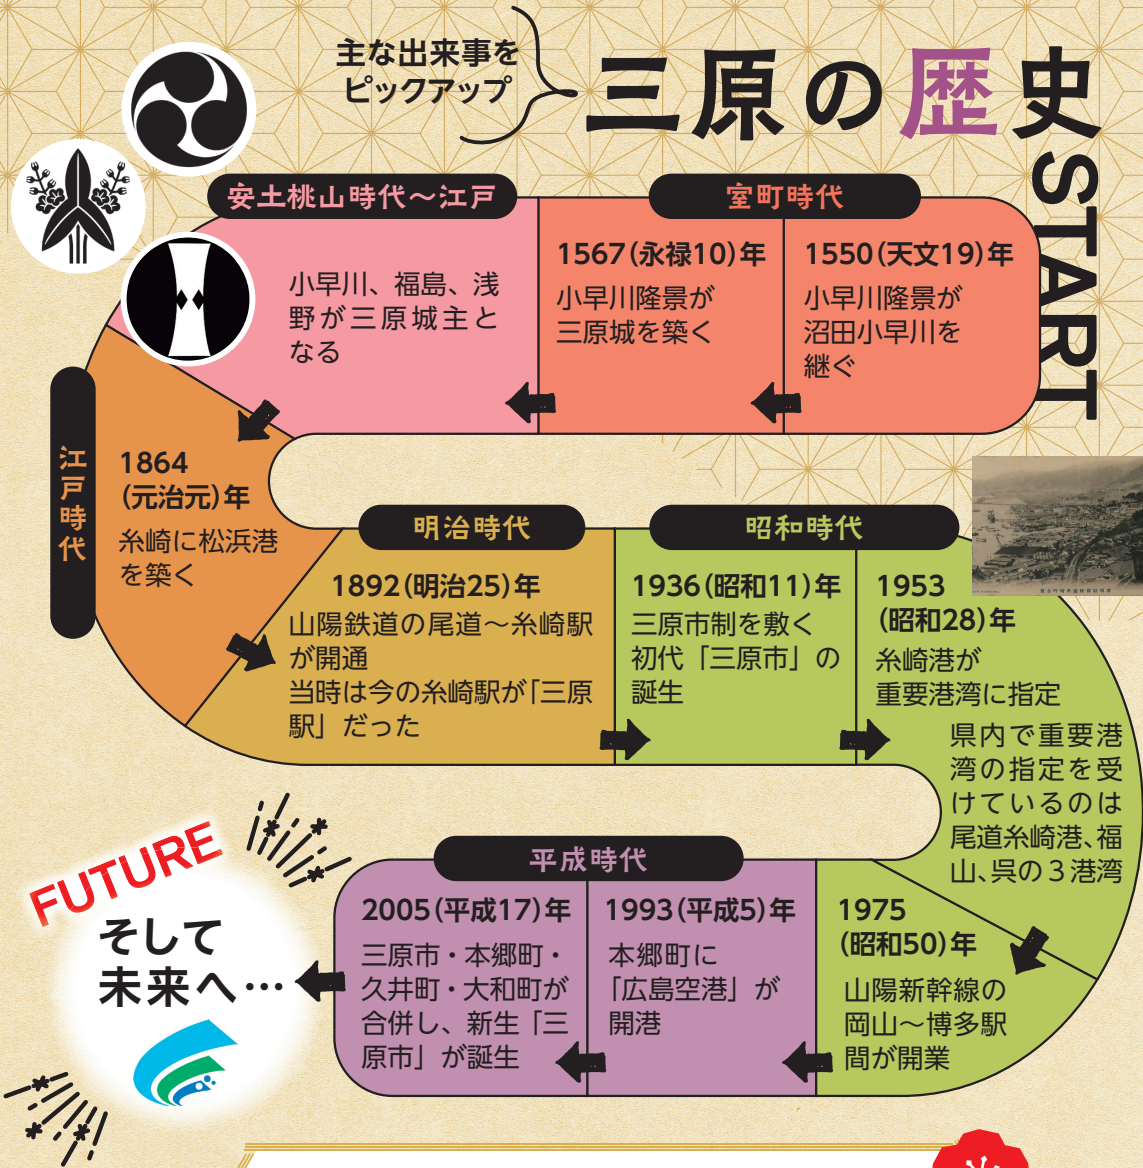 主な出来事を
ピックアップ
三原の歴史
START
室町時代
1550(天文19)年
小早川隆景が
沼田小早川を
継ぐ
1567(永禄10)年
小早川隆景が
三原城を築く
安土桃山時代〜江戸
小早川、福島、浅
野が三原城主と
なる
江戸時代
1864
(元治元)年
糸崎に松浜港
を築く
明治時代
1892(明治25)年
山陽鉄道の尾道〜糸崎駅
が開通
当時は今の糸崎駅が「三原
駅」だった
昭和時代
1936(昭和11)年
三原市制を敷く
初代「三原市」の
誕生
1953
(昭和28)年
糸崎港が
重要港湾に指定
県内で重要港
湾の指定を受
けているのは
尾道糸崎港、福
山、呉の３港湾
1975
(昭和50)年
山陽新幹線の
岡山〜博多駅
間が開業
平成時代
1993(平成5)年
本郷町に
「広島空港」が
開港
2005(平成17)年
三原市・本郷町・
久井町・大和町が
合併し、新生「三
原市」が誕生
FUTURE
そして
未来へ…